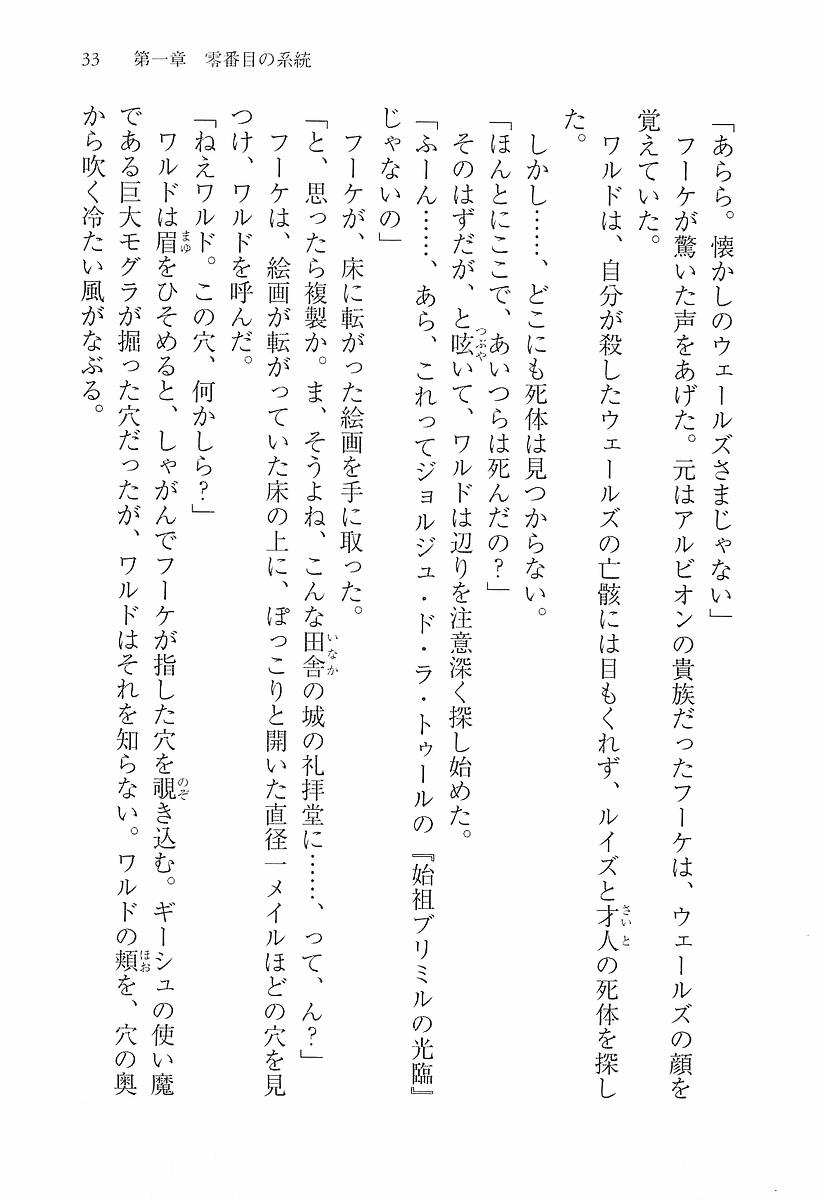 33　第一章　零番目の系統
「あらら。懐かしのウェールズさまじゃない」
　フーケが驚いた声をあげた。元はアルビオンの貴族だったフーケは、ウェールズの顔を
覚えていた。
　ワルドは、自分が殺したウェールズの亡骸には目もくれず、ルイズと才人の死体を探し
た。
　しかし……、どこにも死体は見つからない。
「ほんとにここで、あいつらは死んだの？」
　そのはずだが、と呟いて、ワルドは辺りを注意深く探し始めた。
「ふーん……、あら、これってジョルジュ・ド・ラ・トゥールの『始祖ブリミルの光臨』
じゃないの」
　フーケが、床に転がった絵画を手に取った。
「と、思ったら複製か。ま、そうよね、こんな田舎の城の礼拝堂に……、って、ん？」
　フーケは、絵画が転がっていた床の上に、ぽっこりと開いた直径一メイルほどの穴を見
つけ、ワルドを呼んだ。
「ねえワルド。この穴、何かしら？」
　ワルドは眉をひそめると、しゃがんでフーケが指した穴を覗き込む。ギーシュの使い魔
である巨大モグラが掘った穴だったが、ワルドはそれを知らない。ワルドの頬を、穴の奥
から吹く冷たい風がなぶる。